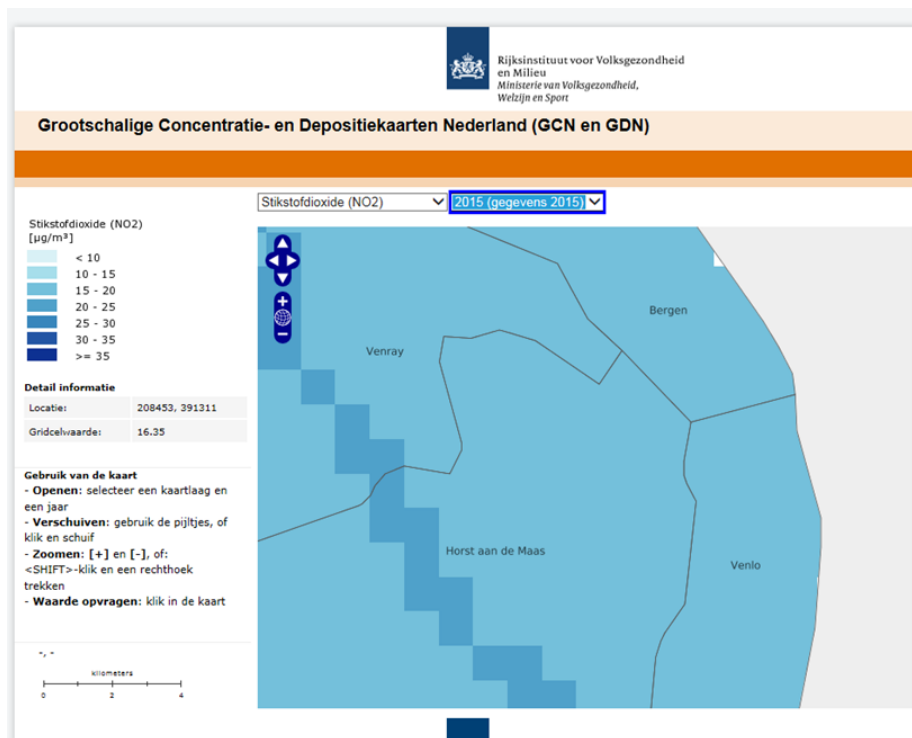 Rijksinstituut voor Volksgezondheid
en Milieu
Ministerie van Volksgezondheid,
Welzijn en Sport
Grootschalige Concentratie- en Depositiekaarten Nederland (GCN en GDN)
Stikstofdioxide (NO2)
2015 (gegevens 2015)
Stikstofdioxide (NO2)
[µg/m³]
< 10
10 - 15
15 - 20
20 - 25
25 - 30
30 - 35
>= 35
Detail informatie
Locatie: 208453, 391311
Gridcelwaarde: 16.35
Gebruik van de kaart
- Openen: selecteer een kaartlaag en
een jaar
- Verschuiven: gebruik de pijltjes, of
klik en schuif
- Zoomen: [+] en [-], of:
<SHIFT>-klik en een rechthoek
trekken
- Waarde opvragen: klik in de kaart
-, -
kilometers
0 2 4
Bergen
Venray
Horst aan de Maas
Venlo